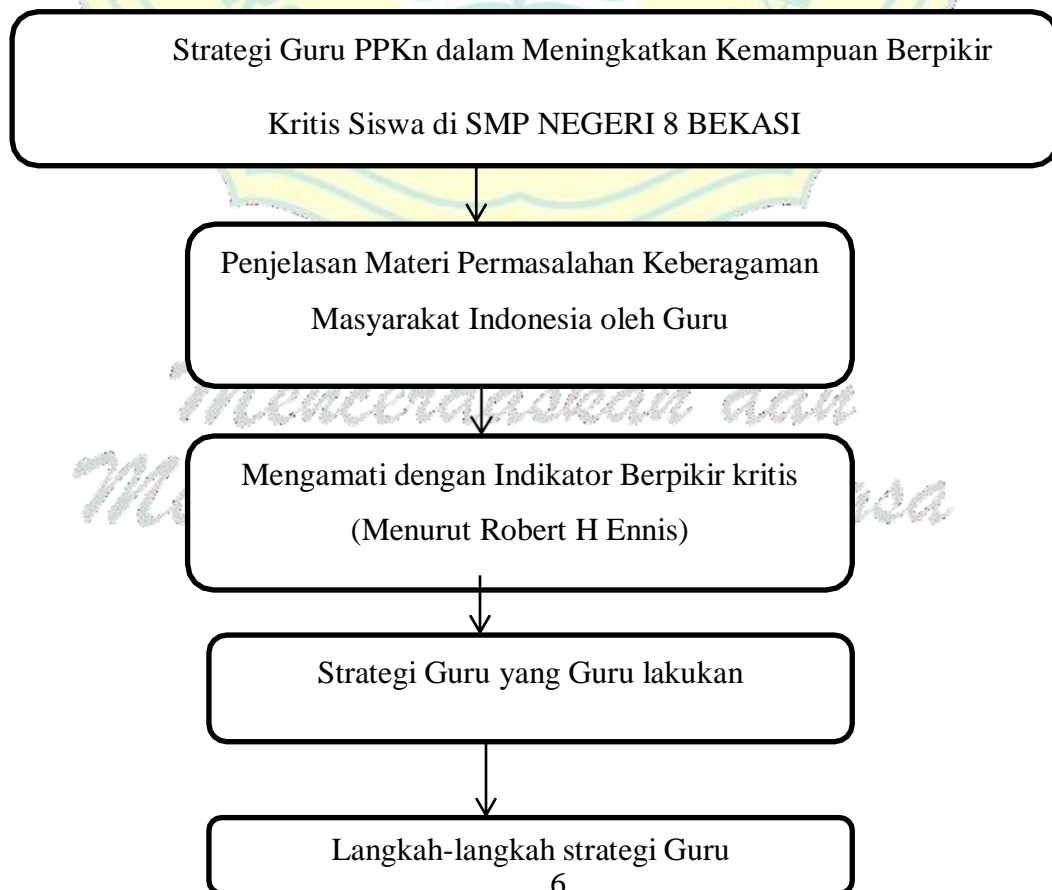 Strategi Guru PPKn dalam Meningkatkan Kemampuan Berpikir
Kritis Siswa di SMP NEGERI 8 BEKASI
Penjelasan Materi Permasalahan Keberagaman
Masyarakat Indonesia oleh Guru
Mencerdaskan dan
Mengamati dengan Indikator Berpikir kritis
(Menurut Robert H Ennis)
Strategi Guru yang Guru lakukan
Langkah-langkah strategi Guru
6